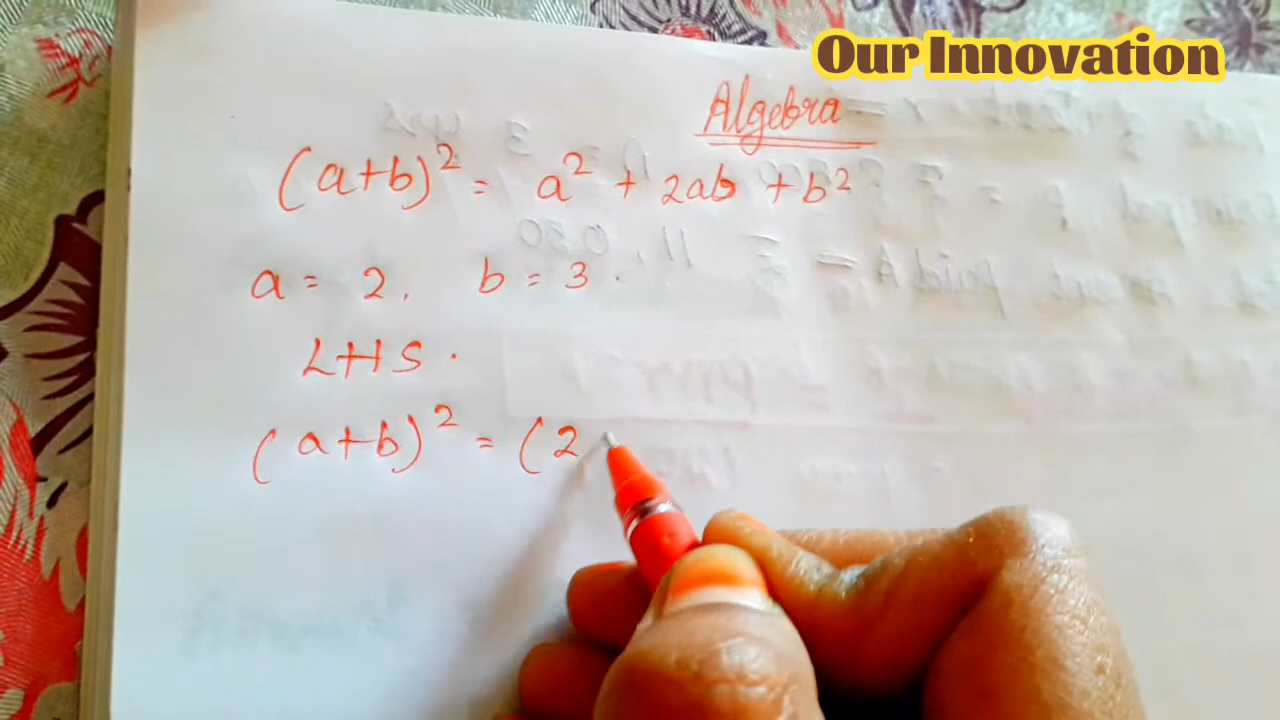 Our Innovation
Algebra
(a+b)² = a² + 2ab + b²
a = 2, b = 3.
LHS.
(a+b)² = (2